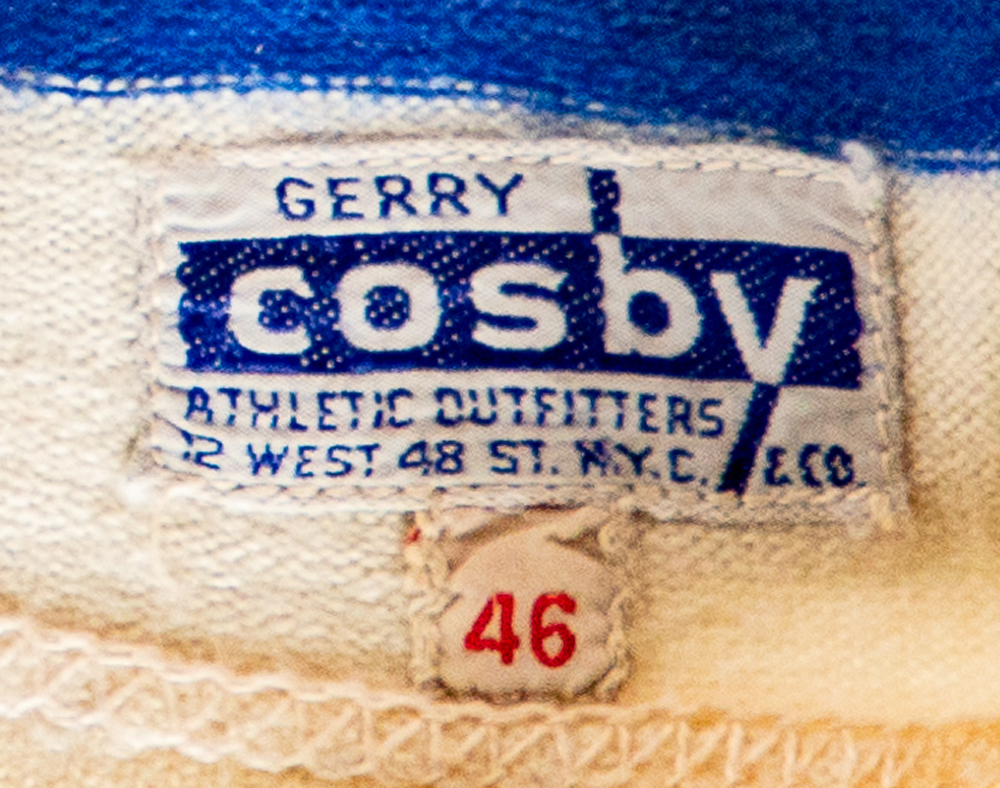 GERRY
cosby
ATHLETIC OUTFITTERS
12 WEST 48 ST. N.Y.C. & CO.
46